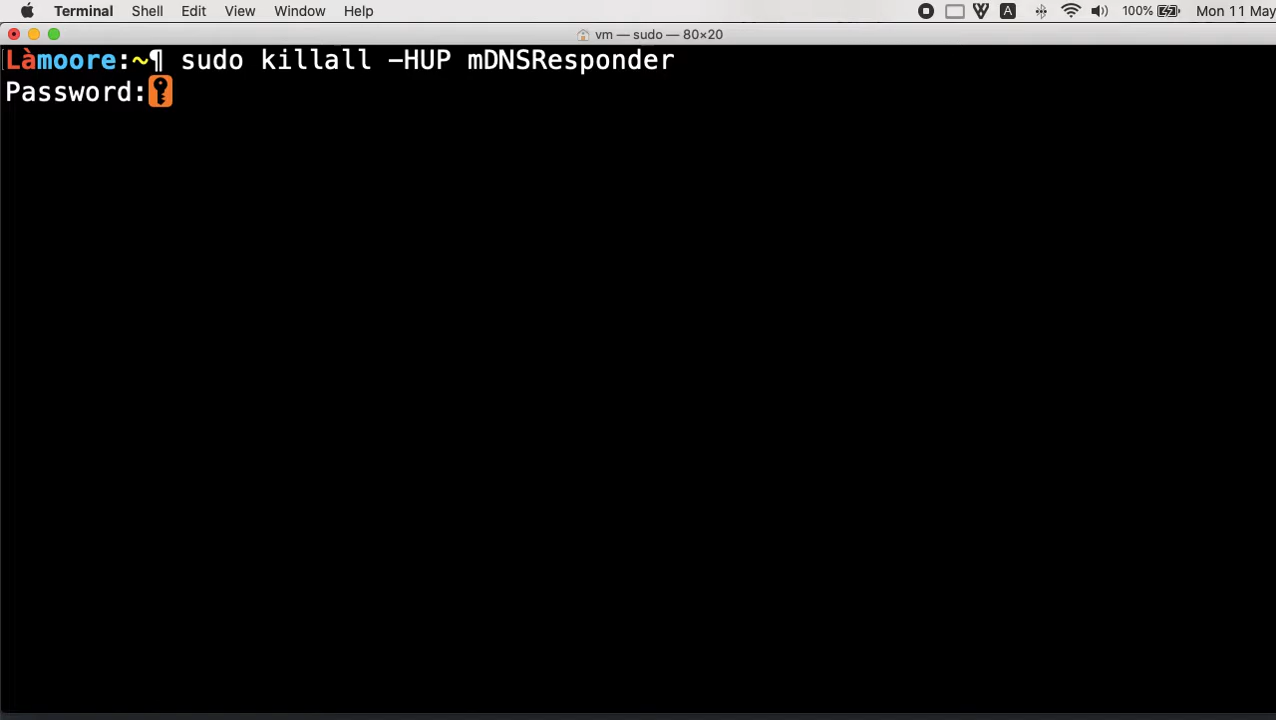 Terminal Shell Edit View Window Help A 100% Mon 11 May
vm — sudo — 80×20
Làmoore:~¶ sudo killall -HUP mDNSResponder
Password: